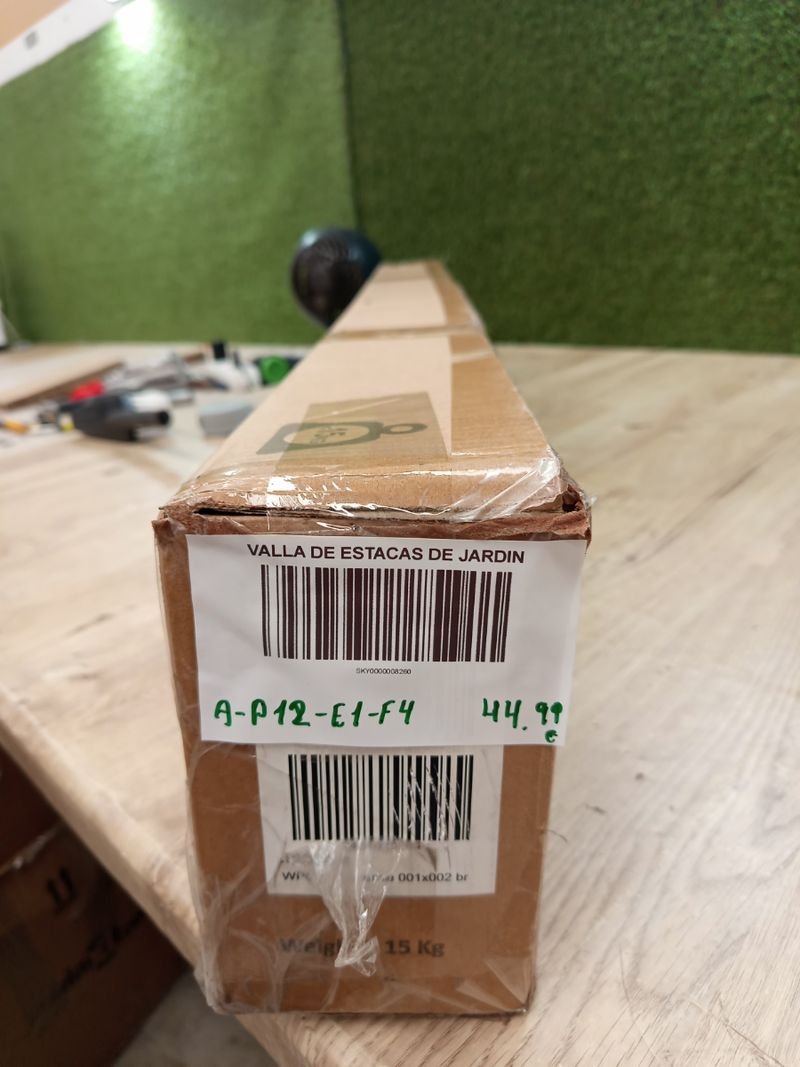 VALLA DE ESTACAS DE JARDIN
SKY0000008260
A-P12-E1-F4 44.99 €
001x002 br
15 Kg